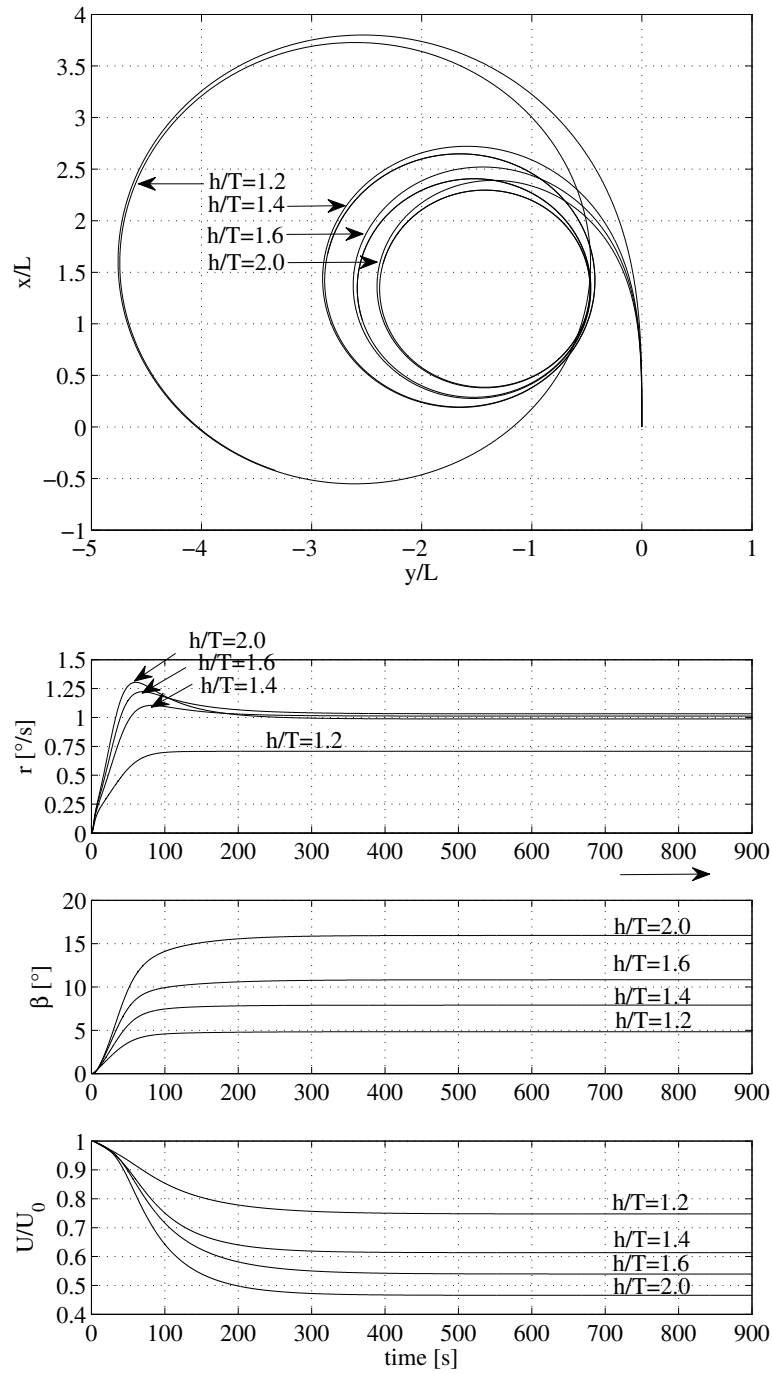 4
3.5
3
2.5
2
1.5
1
0.5
0
−0.5
−1
x/L
h/T=1.2
h/T=1.4
h/T=1.6
h/T=2.0
−5 −4 −3 −2 −1 0 1
y/L
h/T=2.0
h/T=1.6
h/T=1.4
h/T=1.2
1.5
1.25
1
0.75
0.5
0.25
0
r [°/s]
0 100 200 300 400 500 600 700 800 900
20
15
10
5
0
β [°]
h/T=2.0
h/T=1.6
h/T=1.4
h/T=1.2
0 100 200 300 400 500 600 700 800 900
1
0.9
0.8
0.7
0.6
0.5
0.4
U/U0
h/T=1.2
h/T=1.4
h/T=1.6
h/T=2.0
0 100 200 300 400 500 600 700 800 900
time [s]